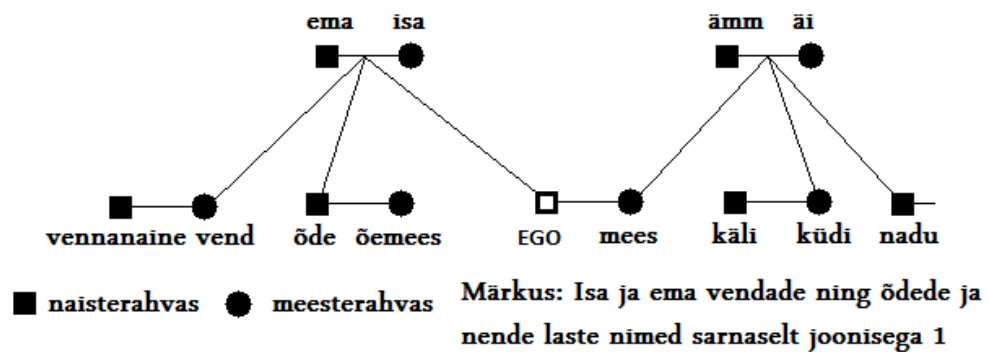 ema isa ämm äi
vennanaine vend õde õemees EGO mees käli küdi nadu
naisterahvas meesterahvas
Märkus: Isa ja ema vendade ning õdede ja
nende laste nimed sarnaselt joonisega 1